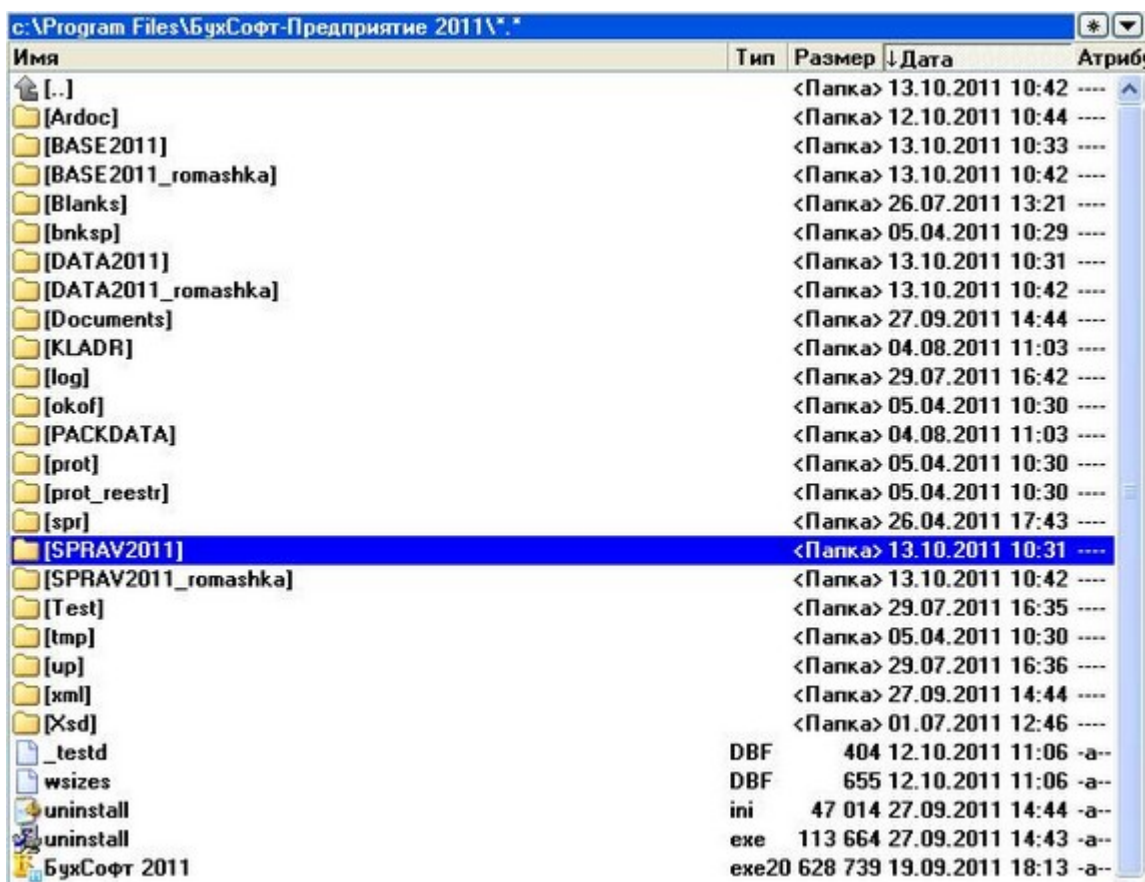 c:\Program Files\БухСофт-Предприятие 2011\*.*
Имя Тип Размер ↓Дата Атрибу
[..] <Папка> 13.10.2011 10:42 ----
[Ardoc] <Папка> 12.10.2011 10:44 ----
[BASE2011] <Папка> 13.10.2011 10:33 ----
[BASE2011_romashka] <Папка> 13.10.2011 10:42 ----
[Blanks] <Папка> 26.07.2011 13:21 ----
[bnksp] <Папка> 05.04.2011 10:29 ----
[DATA2011] <Папка> 13.10.2011 10:31 ----
[DATA2011_romashka] <Папка> 13.10.2011 10:42 ----
[Documents] <Папка> 27.09.2011 14:44 ----
[KLADR] <Папка> 04.08.2011 11:03 ----
[log] <Папка> 29.07.2011 16:42 ----
[okof] <Папка> 05.04.2011 10:30 ----
[PACKDATA] <Папка> 04.08.2011 11:03 ----
[prot] <Папка> 05.04.2011 10:30 ----
[prot_reestr] <Папка> 05.04.2011 10:30 ----
[spr] <Папка> 26.04.2011 17:43 ----
[SPRAV2011] <Папка> 13.10.2011 10:31 ----
[SPRAV2011_romashka] <Папка> 13.10.2011 10:42 ----
[Test] <Папка> 29.07.2011 16:35 ----
[tmp] <Папка> 05.04.2011 10:30 ----
[up] <Папка> 29.07.2011 16:36 ----
[xml] <Папка> 27.09.2011 14:44 ----
[Xsd] <Папка> 01.07.2011 12:46 ----
_testd DBF 404 12.10.2011 11:06 -a--
wsizes DBF 655 12.10.2011 11:06 -a--
uninstall ini 47 014 27.09.2011 14:44 -a--
uninstall exe 113 664 27.09.2011 14:43 -a--
БухСофт 2011 exe 20 628 739 19.09.2011 18:13 -a--